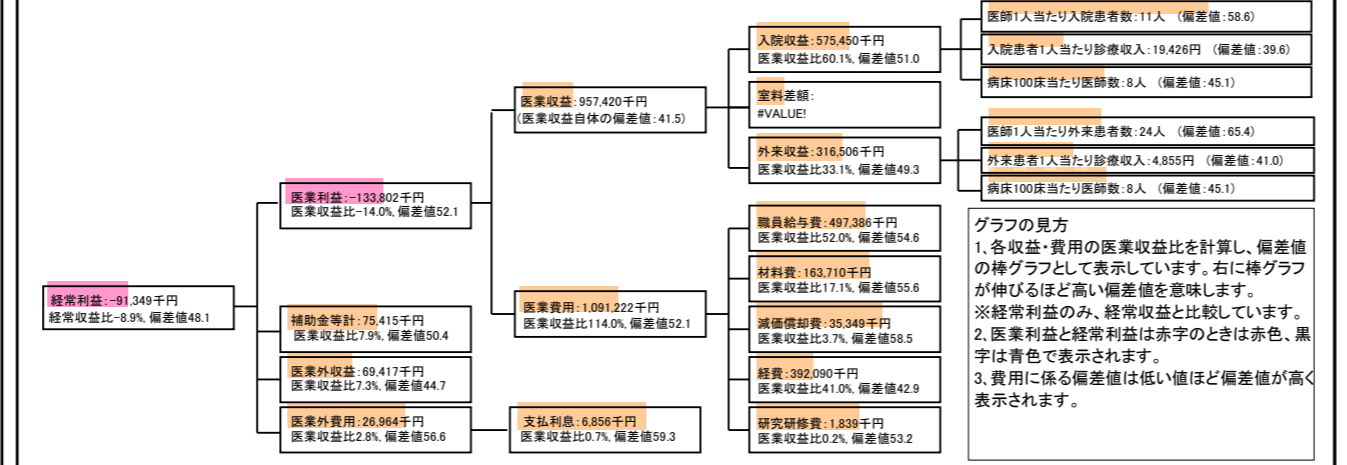 経常利益:-91,349千円
経常収比-8.9%, 偏差値48.1
医業利益:-133,802千円
医業収益比-14.0%, 偏差値52.1
補助金等計:75,415千円
医業収益比7.9%, 偏差値50.4
医業外収益:69,417千円
医業収益比7.3%, 偏差値44.7
医業外費用:26,964千円
医業収益比2.8%, 偏差値56.6
支払利息:6,856千円
医業収益比0.7%, 偏差値59.3
医業収益:957,420千円
(医業収益自体の偏差値:41.5)
医業費用:1,091,222千円
医業収益比114.0%, 偏差値52.1
入院収益:575,450千円
医業収益比60.1%, 偏差値51.0
室料差額:
#VALUE!
外来収益:316,506千円
医業収益比33.1%, 偏差値49.3
職員給与費:497,386千円
医業収益比52.0%, 偏差値54.6
材料費:163,710千円
医業収益比17.1%, 偏差値55.6
減価償却費:35,349千円
医業収益比3.7%, 偏差値58.5
経費:392,090千円
医業収益比41.0%, 偏差値42.9
研究研修費:1,839千円
医業収益比0.2%, 偏差値53.2
医師1人当たり入院患者数:11人 (偏差値:58.6)
入院患者1人当たり診療収入:19,426円 (偏差値:39.6)
病床100床当たり医師数:8人 (偏差値:45.1)
医師1人当たり外来患者数:24人 (偏差値:65.4)
外来患者1人当たり診療収入:4,855円 (偏差値:41.0)
病床100床当たり医師数:8人 (偏差値:45.1)
グラフの見方
1、各収益・費用の医業収益比を計算し、偏差値
の棒グラフとして表示しています。右に棒グラフ
が伸びるほど高い偏差値を意味します。
※経常利益のみ、経常収益と比較しています。
2、医業利益と経常利益は赤字のときは赤色、黒
字は青色で表示されます。
3、費用に係る偏差値は低い値ほど偏差値が高く
表示されます。